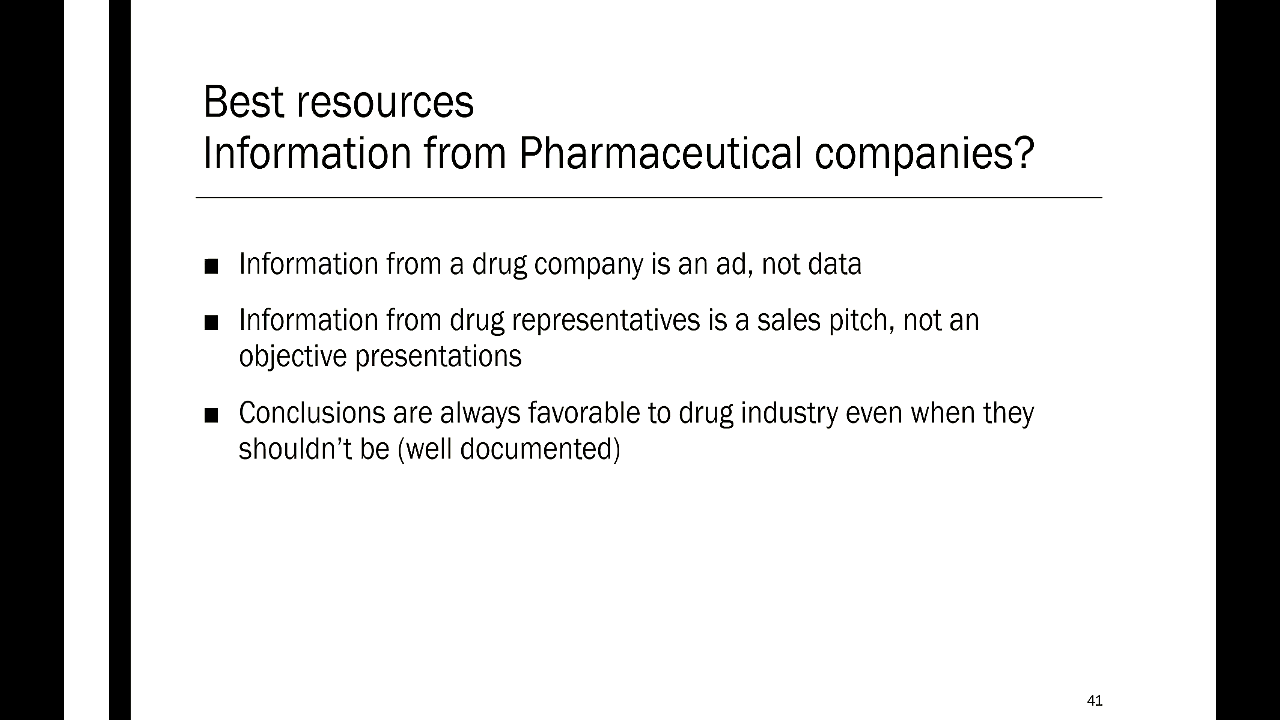 Best resources
Information from Pharmaceutical companies?
■ Information from a drug company is an ad, not data
■ Information from drug representatives is a sales pitch, not an
objective presentations
■ Conclusions are always favorable to drug industry even when they
shouldn't be (well documented)
41